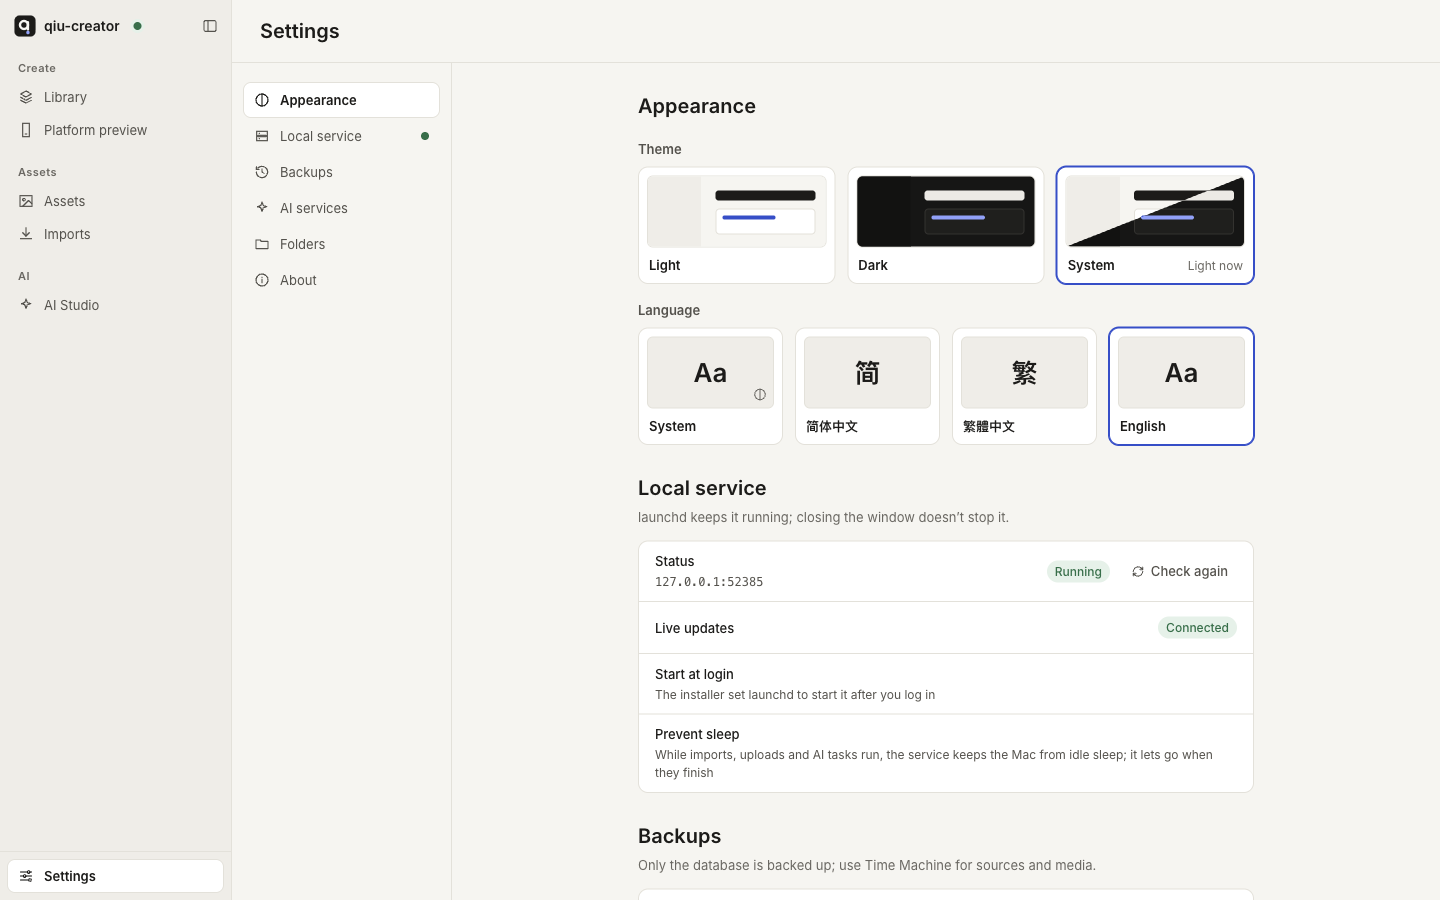 qiu-creator
Create
Library
Platform preview
Assets
Assets
Imports
AI
AI Studio
Settings
Settings
Appearance
Local service
Backups
AI services
Folders
About
Appearance
Theme
Light
Dark
System
Light now
Language
Aa
System
简
简体中文
繁
繁體中文
Aa
English
Local service
launchd keeps it running; closing the window doesn’t stop it.
Status
127.0.0.1:52385
Running
Check again
Live updates
Connected
Start at login
The installer set launchd to start it after you log in
Prevent sleep
While imports, uploads and AI tasks run, the service keeps the Mac from idle sleep; it lets go when
they finish
Backups
Only the database is backed up; use Time Machine for sources and media.